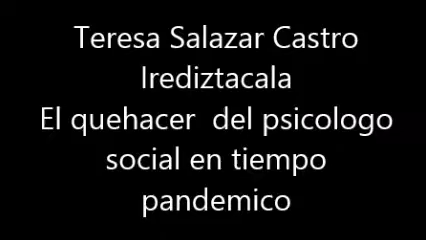 Teresa Salazar Castro
Irediztacala
El quehacer  del psicologo
social en tiempo
pandemico